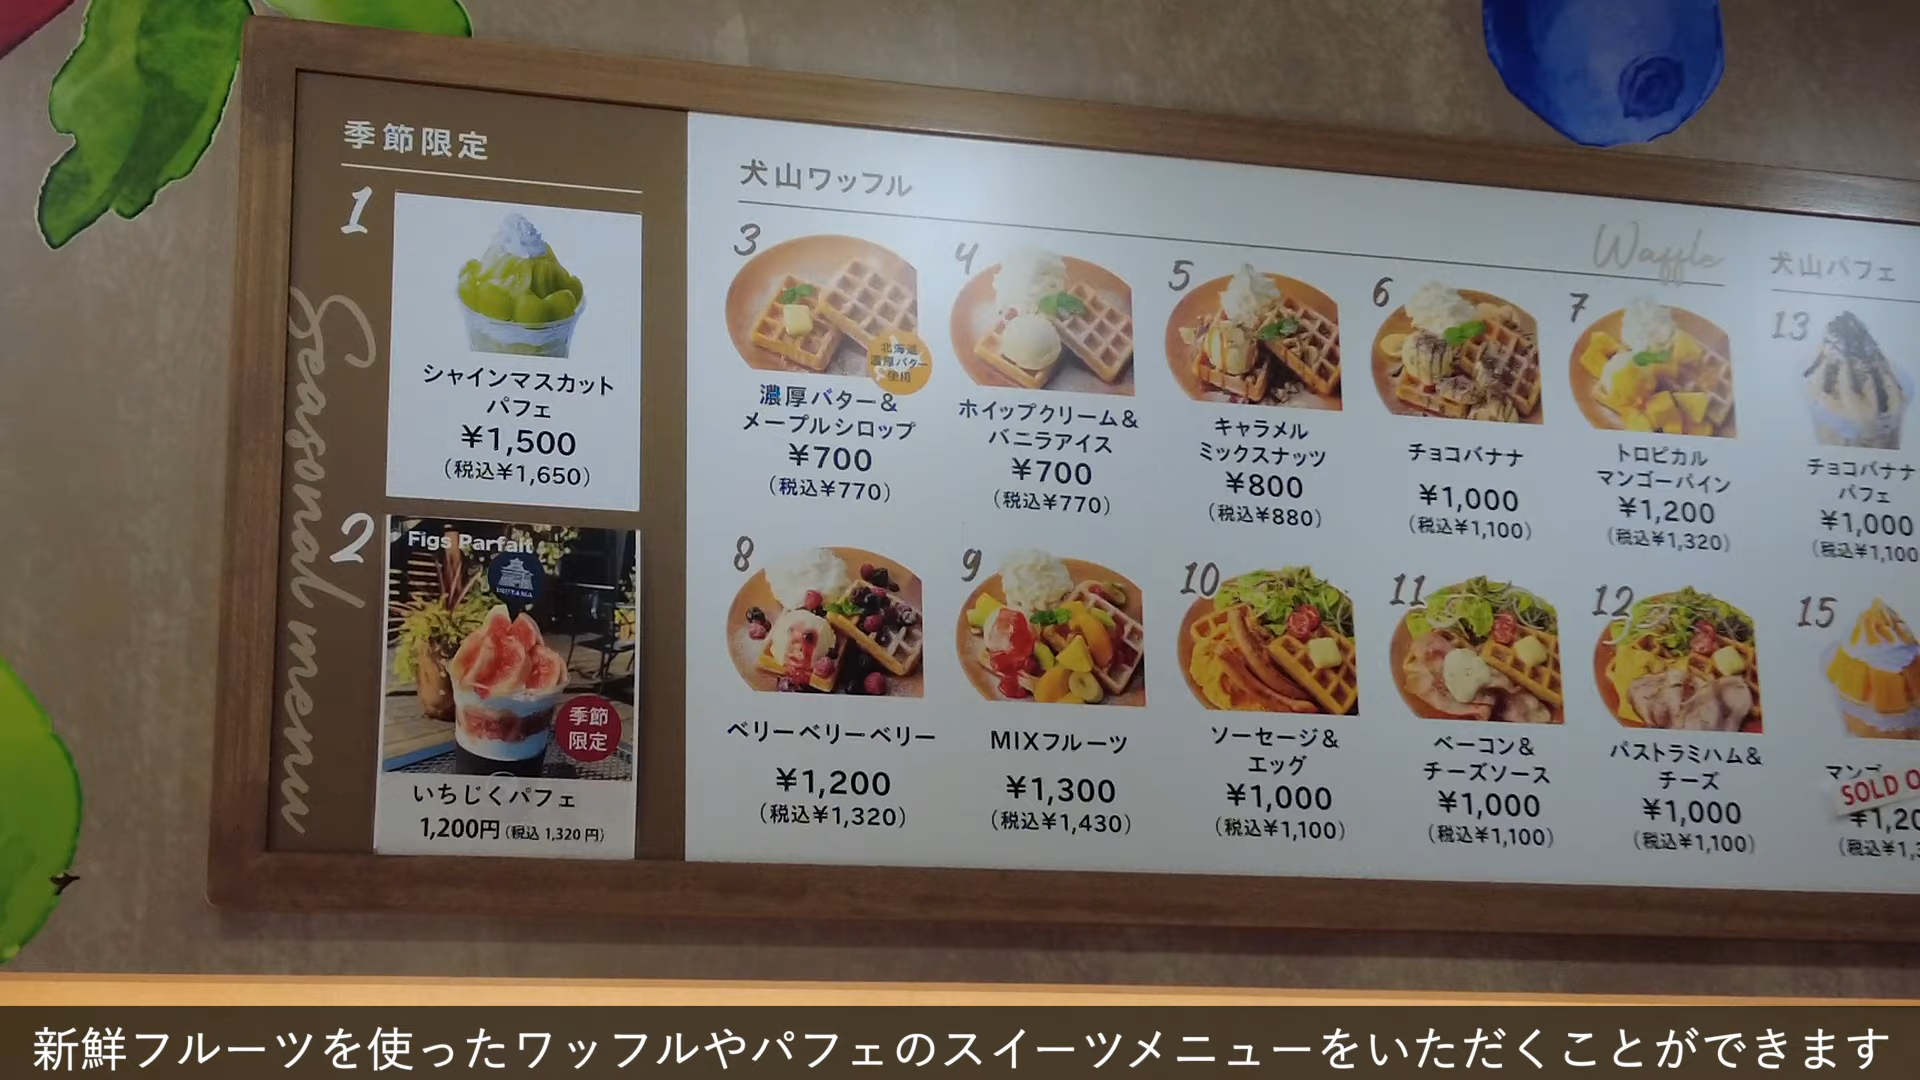 季節限定
Seasonal menu
1
シャインマスカット
パフェ
¥1,500
(税込¥1,650)
2
Figs Parfait
季節
限定
いちじくパフェ
1,200円(税込 1,320 円)
犬山ワッフル
Waffle
3
北海道
濃厚バター
使用
濃厚バター&
メープルシロップ
¥700
(税込¥770)
4
ホイップクリーム&
バニラアイス
¥700
(税込¥770)
5
キャラメル
ミックスナッツ
¥800
(税込¥880)
6
チョコバナナ
¥1,000
(税込¥1,100)
7
トロピカル
マンゴーパイン
¥1,200
(税込¥1,320)
8
ベリーベリーベリー
¥1,200
(税込¥1,320)
9
MIXフルーツ
¥1,300
(税込¥1,430)
10
ソーセージ&
エッグ
¥1,000
(税込¥1,100)
11
ベーコン&
チーズソース
¥1,000
(税込¥1,100)
12
パストラミハム&
チーズ
¥1,000
(税込¥1,100)
犬山パフェ
13
チョコバナナ
パフェ
¥1,000
(税込¥1,100
15
マンゴ
SOLD O
¥1,20
(税込¥1,3
新鮮フルーツを使ったワッフルやパフェのスイーツメニューをいただくことができます